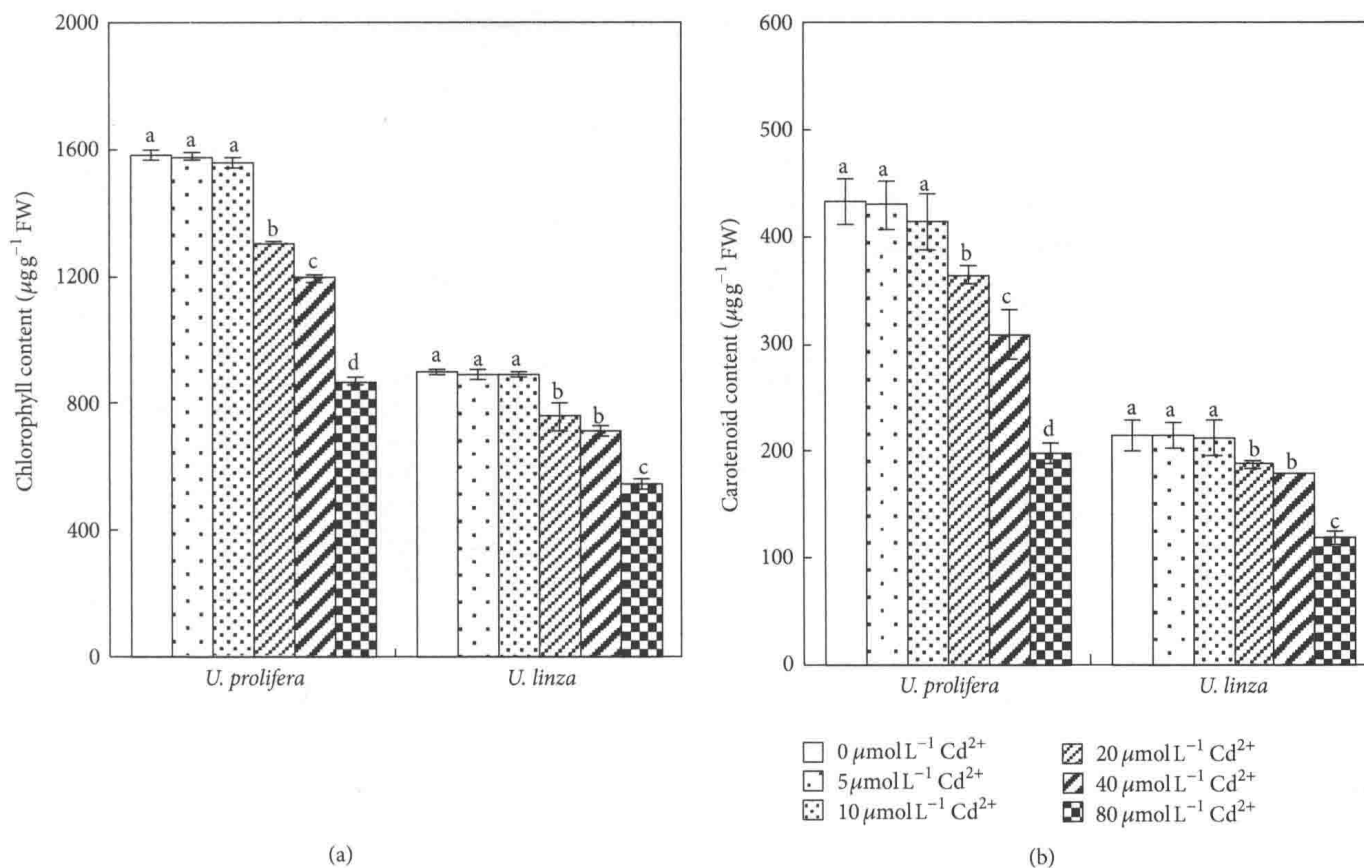 2000
1600
1200
800
400
0
Chlorophyll content (μgg⁻¹ FW)
a a a b c d a a a b b c
U. prolifera U. linza
(a)
600
500
400
300
200
100
0
Carotenoid content (μgg⁻¹ FW)
a a a b c d a a a b b c
U. prolifera U. linza
0 μmol L⁻¹ Cd²⁺
5 μmol L⁻¹ Cd²⁺
10 μmol L⁻¹ Cd²⁺
20 μmol L⁻¹ Cd²⁺
40 μmol L⁻¹ Cd²⁺
80 μmol L⁻¹ Cd²⁺
(b)